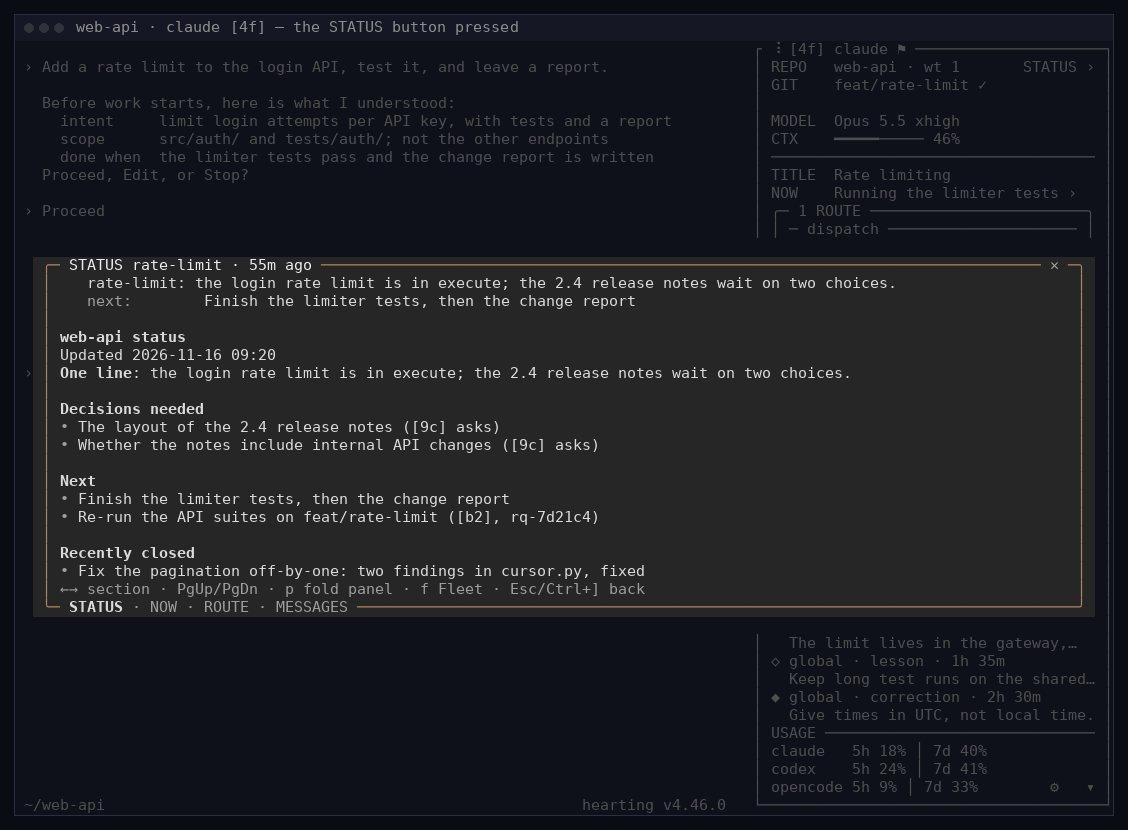 web-api · claude [4f] — the STATUS button pressed
› Add a rate limit to the login API, test it, and leave a report.
Before work starts, here is what I understood:
intent     limit login attempts per API key, with tests and a report
scope      src/auth/ and tests/auth/; not the other endpoints
done when  the limiter tests pass and the change report is written
Proceed, Edit, or Stop?
› Proceed
⠸ [4f] claude ⚑
REPO   web-api · wt 1       STATUS ›
GIT    feat/rate-limit ✓
MODEL  Opus 5.5 xhigh
CTX    46%
TITLE  Rate limiting
NOW    Running the limiter tests ›
1 ROUTE
─ dispatch
STATUS rate-limit · 55m ago ✕
rate-limit: the login rate limit is in execute; the 2.4 release notes wait on two choices.
next:        Finish the limiter tests, then the change report
web-api status
Updated 2026-11-16 09:20
› One line: the login rate limit is in execute; the 2.4 release notes wait on two choices.
Decisions needed
• The layout of the 2.4 release notes ([9c] asks)
• Whether the notes include internal API changes ([9c] asks)
Next
• Finish the limiter tests, then the change report
• Re-run the API suites on feat/rate-limit ([b2], rq-7d21c4)
Recently closed
• Fix the pagination off-by-one: two findings in cursor.py, fixed
←→ section · PgUp/PgDn · p fold panel · f Fleet · Esc/Ctrl+] back
STATUS · NOW · ROUTE · MESSAGES
The limit lives in the gateway,…
◇ global · lesson · 1h 35m
Keep long test runs on the shared…
◆ global · correction · 2h 30m
Give times in UTC, not local time.
USAGE
claude   5h 18% │ 7d 40%
codex    5h 24% │ 7d 41%
opencode 5h 9% │ 7d 33%        ⚙   ▾
~/web-api
hearting v4.46.0